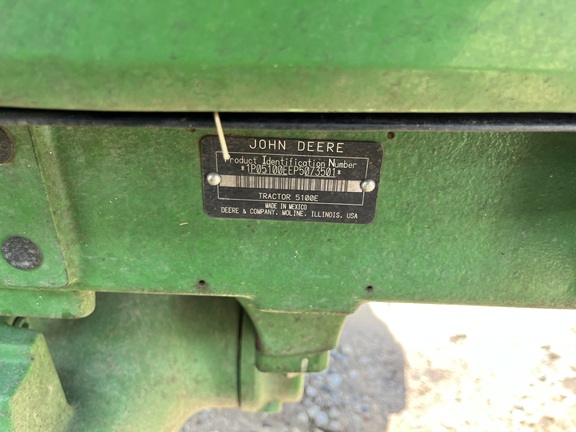 JOHN DEERE
Product Identification Number
*1P05100EEPS073501*
TRACTOR 5100E
MADE IN MEXICO
DEERE & COMPANY, MOLINE, ILLINOIS, USA